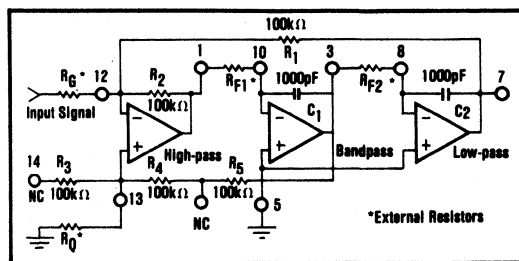 100kΩ
R1
1 10 3 8
RG* 12 R2 RF1* 1000pF RF2* 1000pF 7
Input Signal 100kΩ C1 C2
− − −
+ + +
14 R3 High-pass R4 R5 Bandpass Low-pass
NC 100kΩ 100kΩ 100kΩ
13 NC 5
RQ* *External Resistors